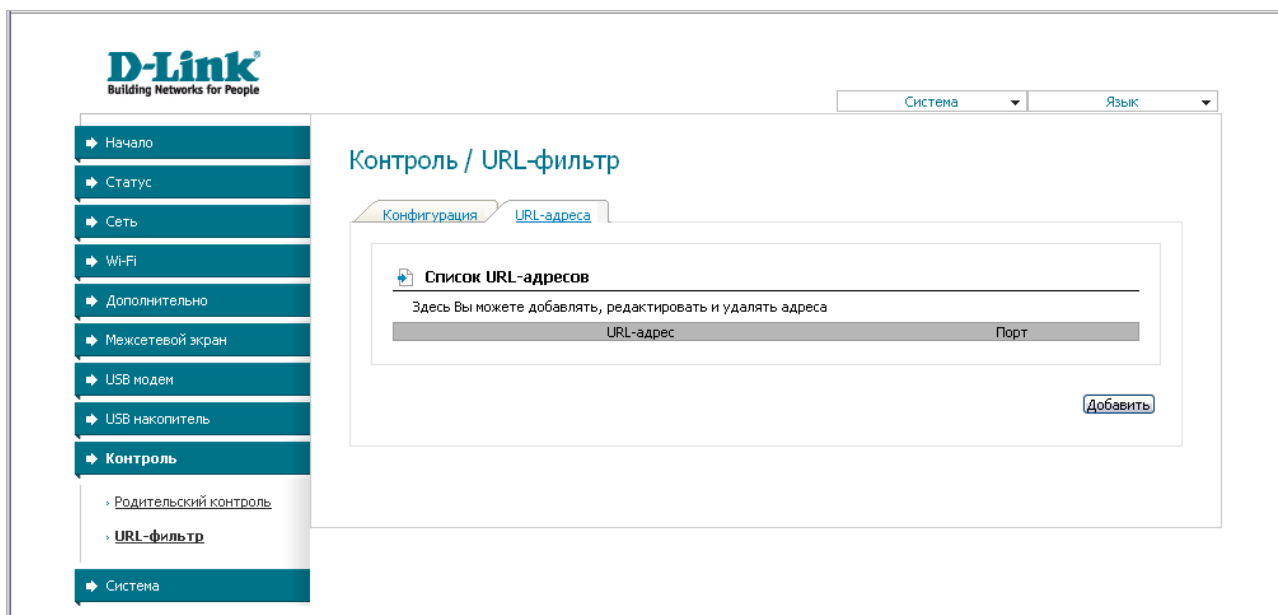 D-Link
Building Networks for People
Система Язык
Начало
Статус
Сеть
Wi-Fi
Дополнительно
Межсетевой экран
USB модем
USB накопитель
Контроль
Родительский контроль
URL-фильтр
Система
Контроль / URL-фильтр
Конфигурация URL-адреса
Список URL-адресов
Здесь Вы можете добавлять, редактировать и удалять адреса
URL-адрес Порт
Добавить